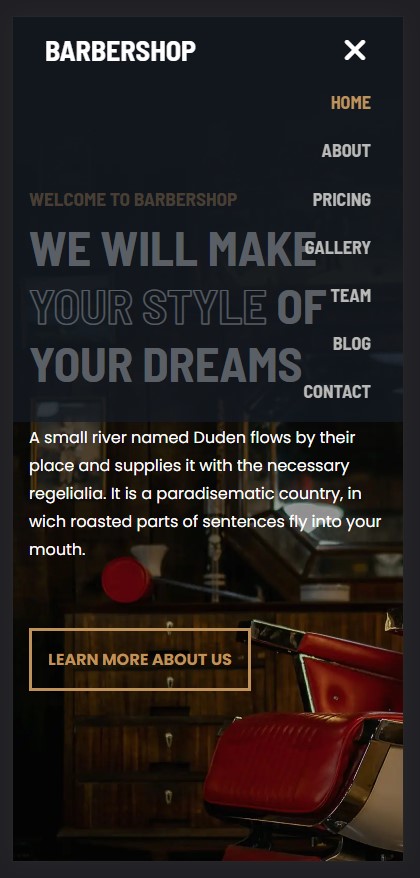 BARBERSHOP
HOME
ABOUT
PRICING
GALLERY
TEAM
BLOG
CONTACT
WELCOME TO BARBERSHOP
WE WILL MAKE
YOUR STYLE OF
YOUR DREAMS
A small river named Duden flows by their
place and supplies it with the necessary
regelialia. It is a paradisematic country, in
wich roasted parts of sentences fly into your
mouth.
LEARN MORE ABOUT US